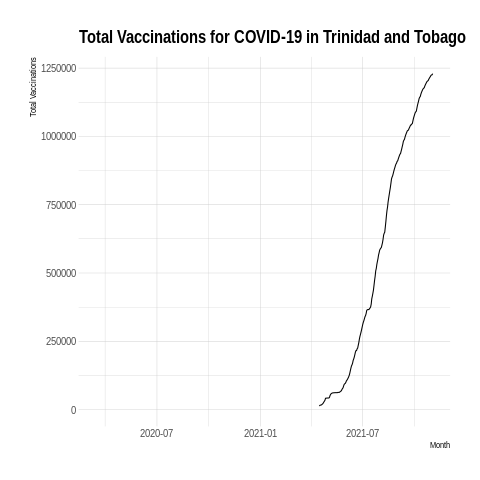 Total Vaccinations for COVID-19 in Trinidad and Tobago
Total Vaccinations
1250000
1000000
750000
500000
250000
0
2020-07 2021-01 2021-07
Month